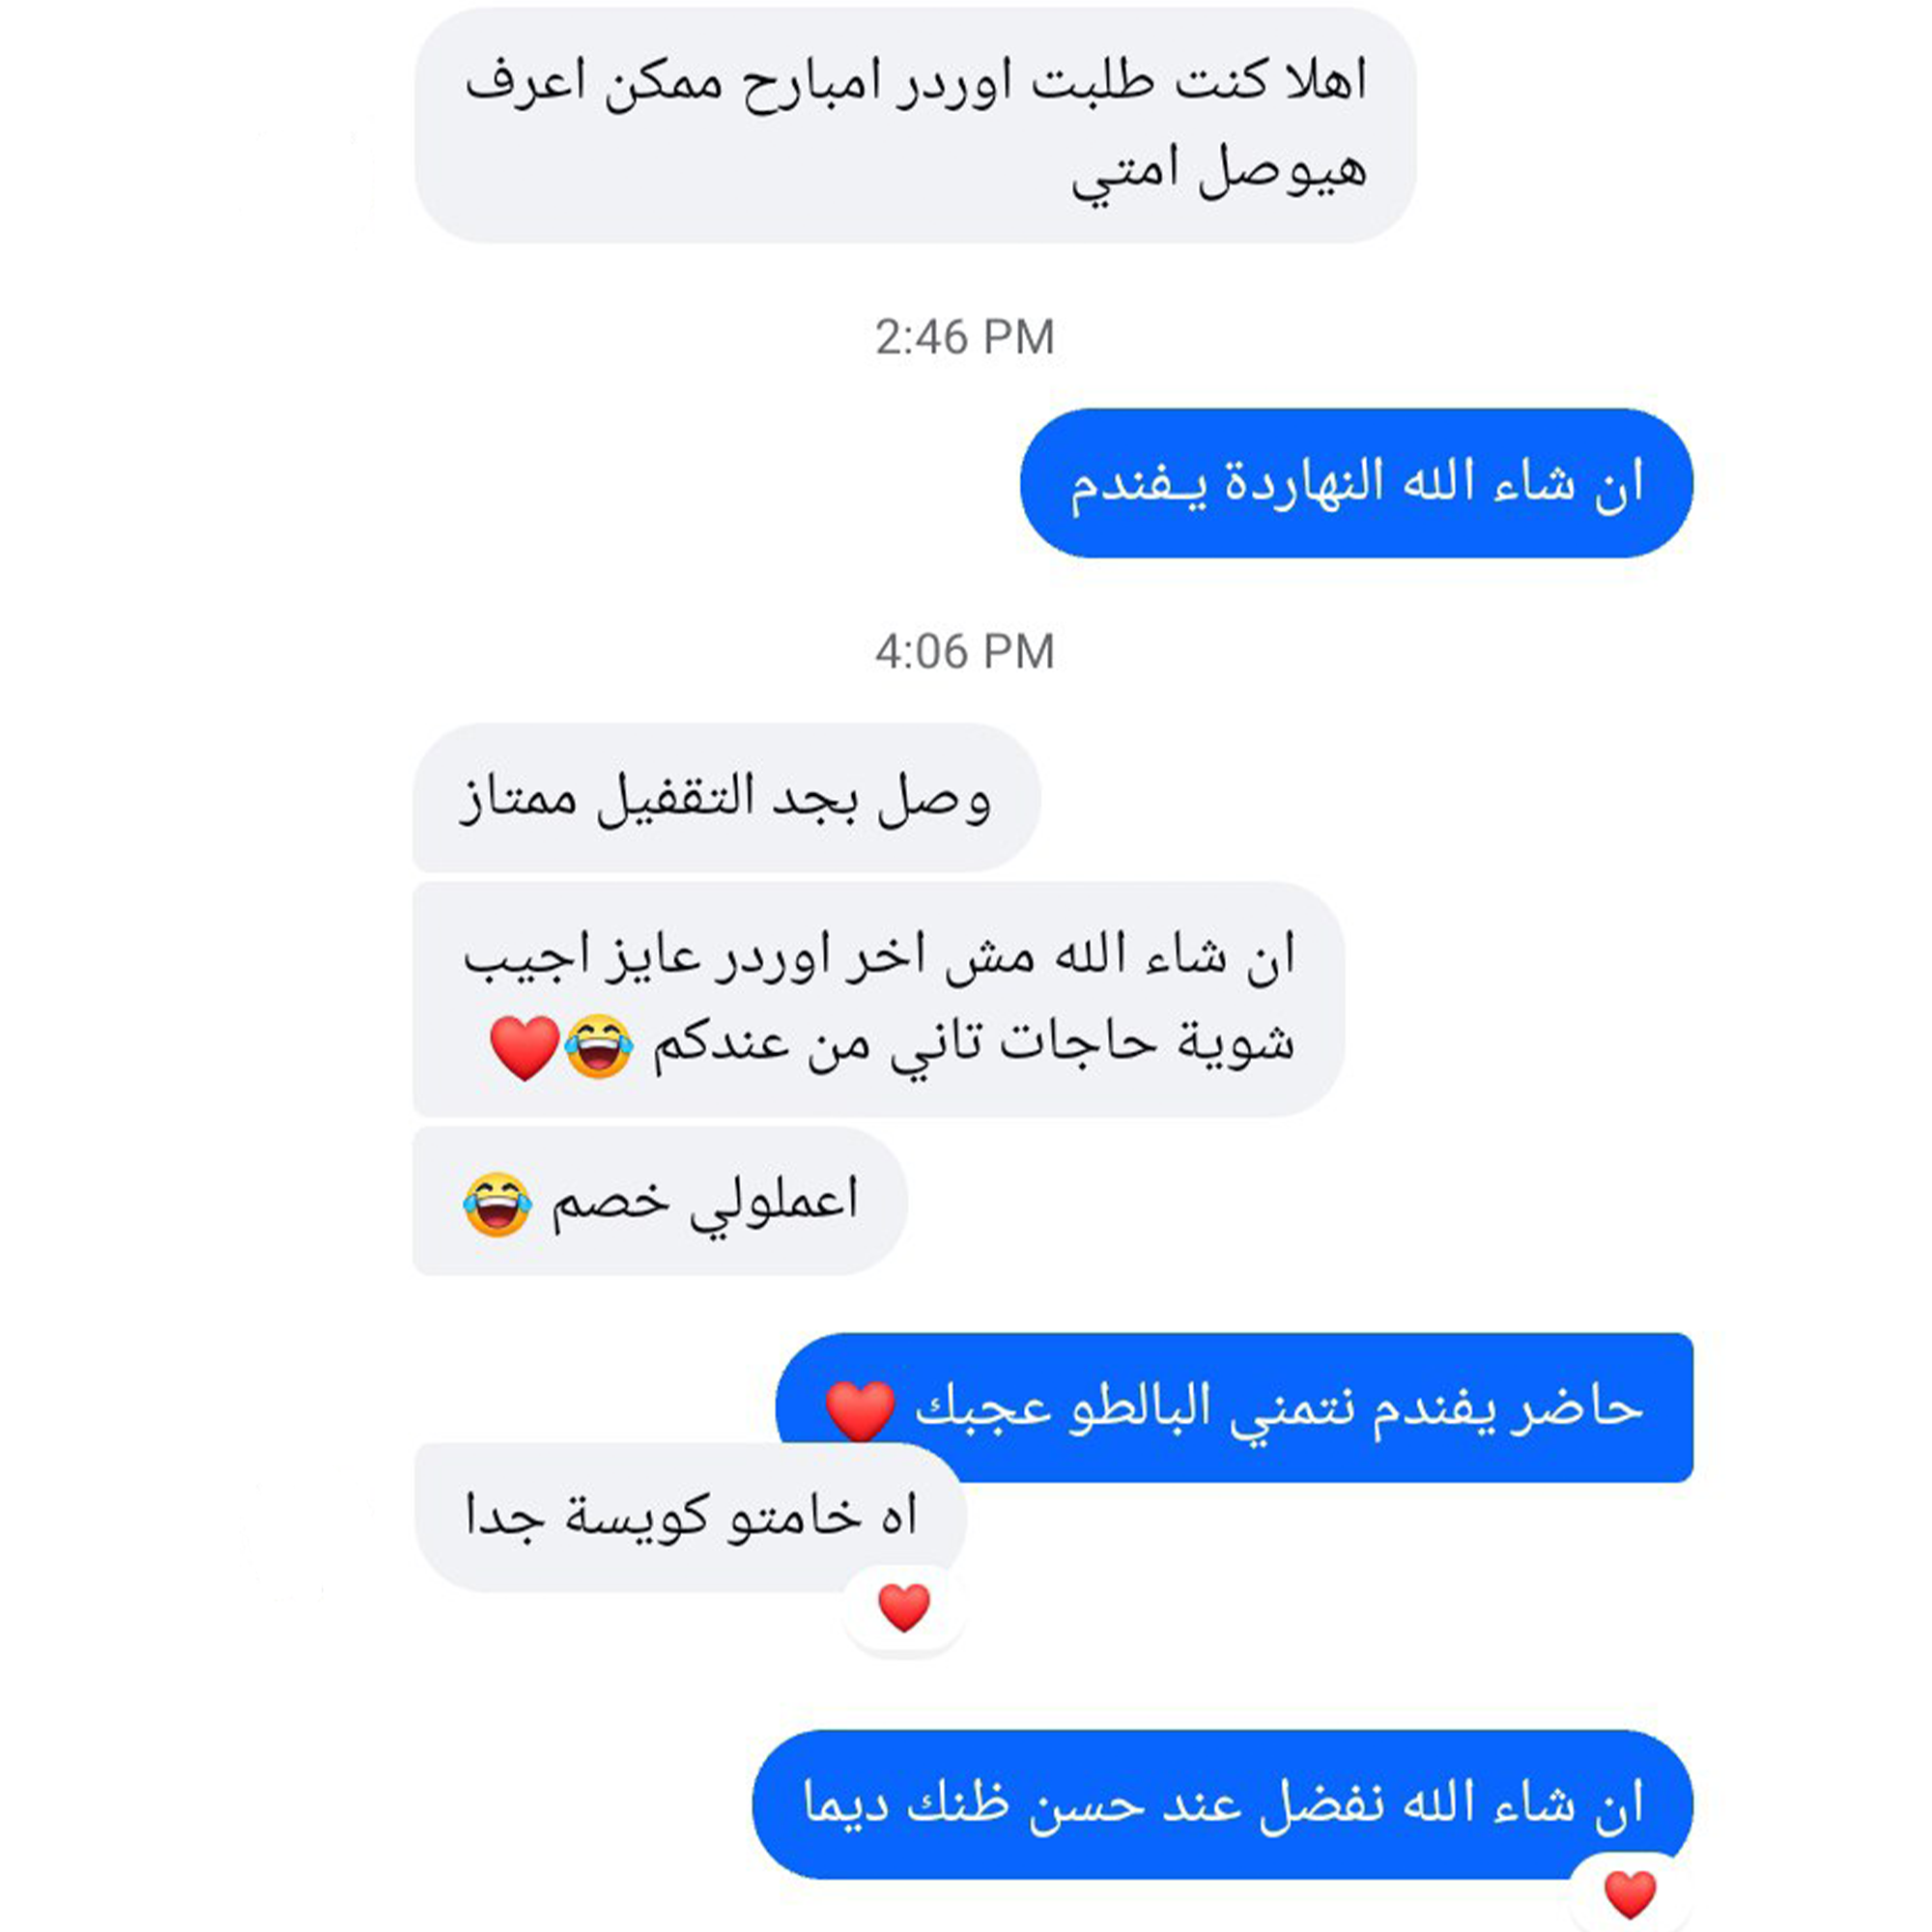 اهلا كنت طلبت اوردر امبارح ممكن اعرف
هيوصل امتي
2:46 PM
ان شاء الله النهاردة يـفندم
4:06 PM
وصل بجد التقفيل ممتاز
ان شاء الله مش اخر اوردر عايز اجيب
شوية حاجات تاني من عندكم 😂❤️
اعملولي خصم 😂
حاضر يفندم نتمني البالطو عجبك ❤️
اه خامتو كويسة جدا
❤️
ان شاء الله نفضل عند حسن ظنك ديما
❤️